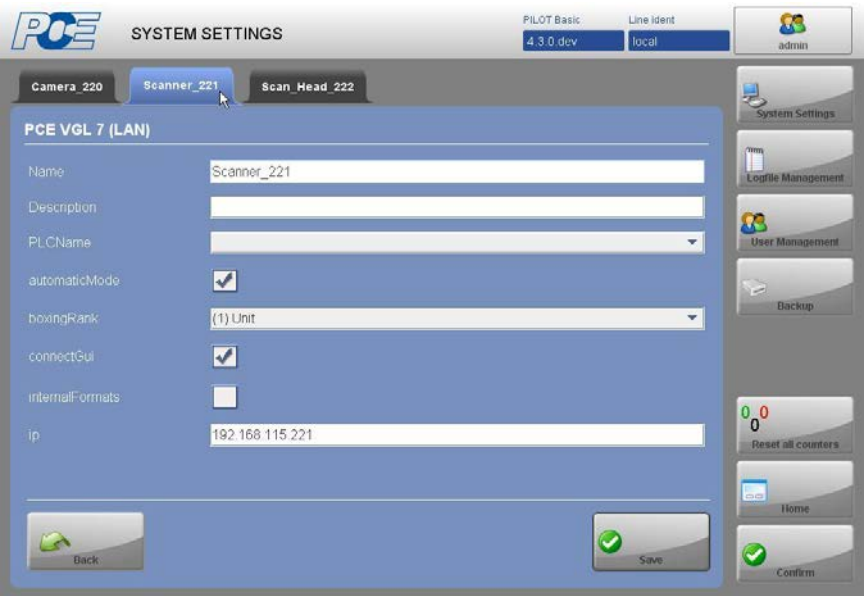 PCE
SYSTEM SETTINGS
PILOT Basic
Line ident
4.3.0.dev
local
admin
Camera_220
Scanner_221
Scan_Head_222
PCE VGL 7 (LAN)
Name
Scanner_221
Description
PLCName
automaticMode
boxingRank
(1) Unit
connectGui
internalFormats
ip
192.168.115.221
Back
Save
System Settings
Logfile Management
User Management
Backup
0 0
0
Reset all counters
Home
Confirm